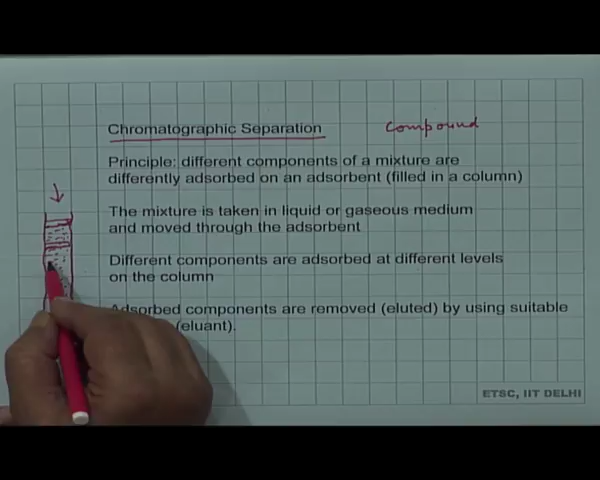 Chromatographic Separation compound
Principle: different components of a mixture are
differently adsorbed on an adsorbent (filled in a column)
The mixture is taken in liquid or gaseous medium
and moved through the adsorbent
Different components are adsorbed at different levels
on the column
Adsorbed components are removed (eluted) by using suitable
(eluant).
ETSC, IIT DELHI